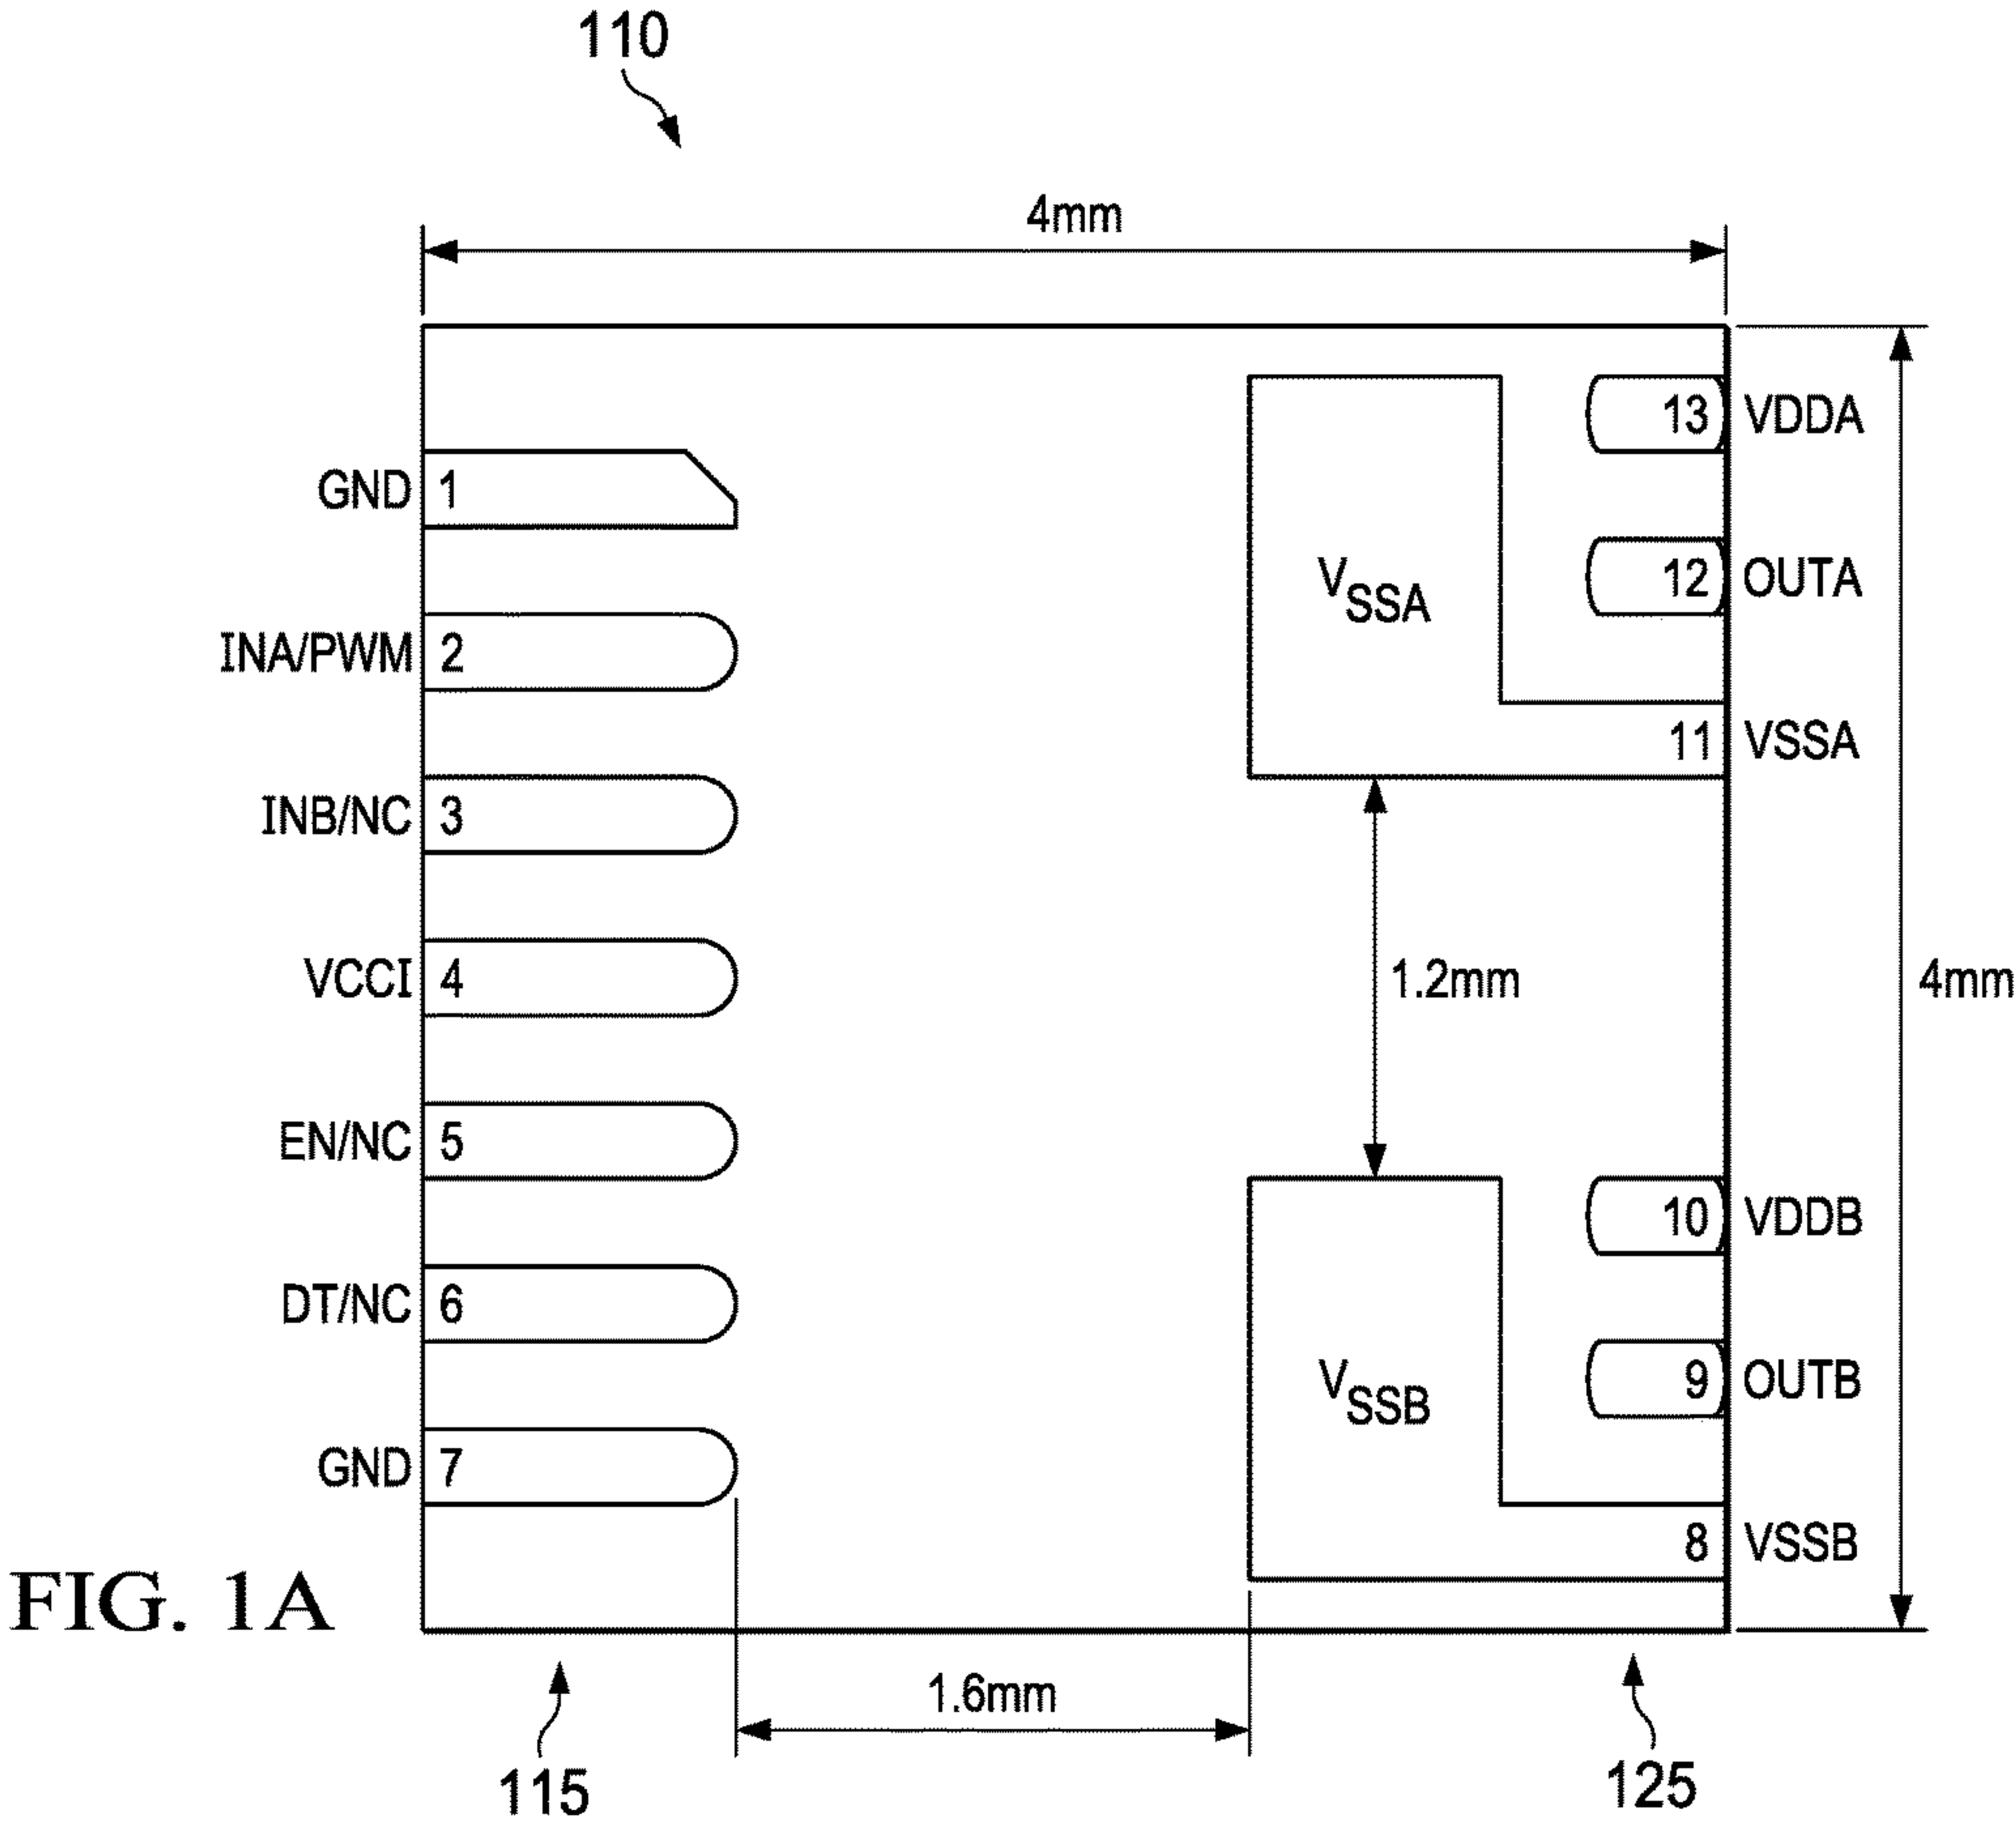 110
4mm
13 VDDA
GND 1
12 OUTA
VSSA
INA/PWM 2
11 VSSA
INB/NC 3
VCCI 4
1.2mm
4mm
EN/NC 5
10 VDDB
DT/NC 6
9 OUTB
VSSB
GND 7
8 VSSB
FIG. 1A
1.6mm
115
125